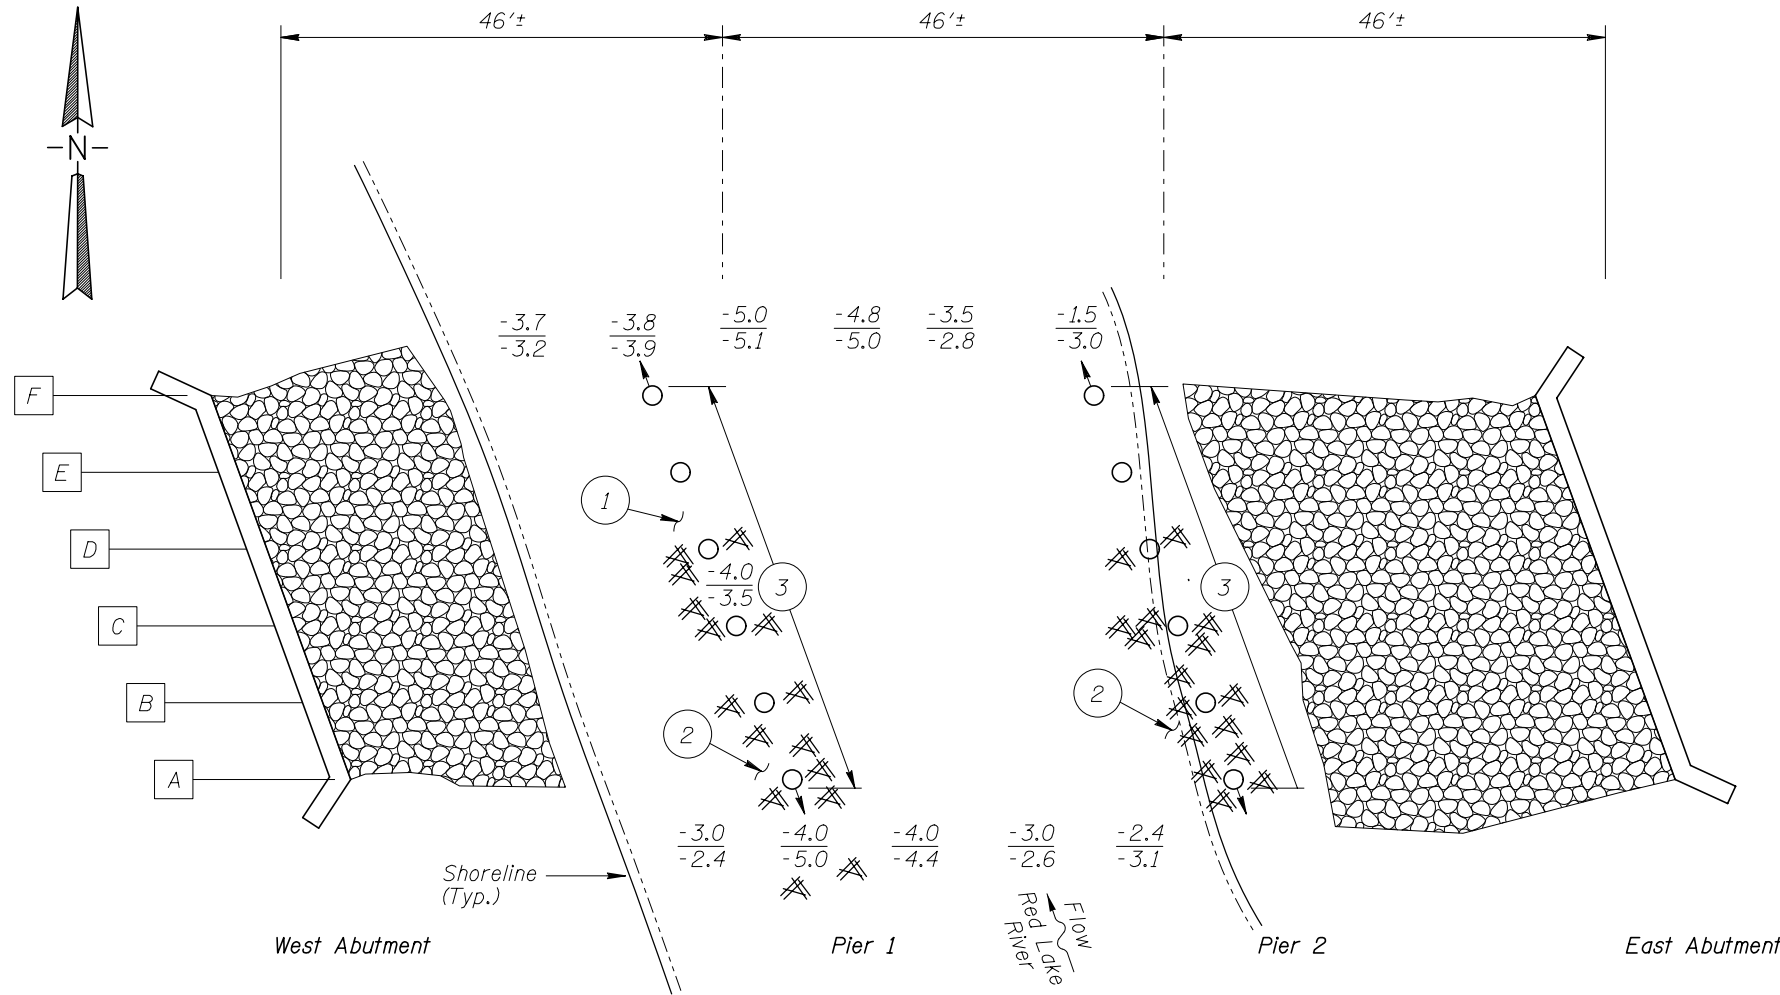 46'± 46'± 46'±
-N-
-3.7 -3.8 -5.0 -4.8 -3.5 -1.5
-3.2 -3.9 -5.1 -5.0 -2.8 -3.0
F
E
1
D
-4.0
-3.5
3 3
C
B
2 2
A
-3.0 -4.0 -4.0 -3.0 -2.4
-2.4 -5.0 -4.4 -2.6 -3.1
Shoreline
(Typ.)
Flow
Red Lake
River
West Abutment Pier 1 Pier 2 East Abutment